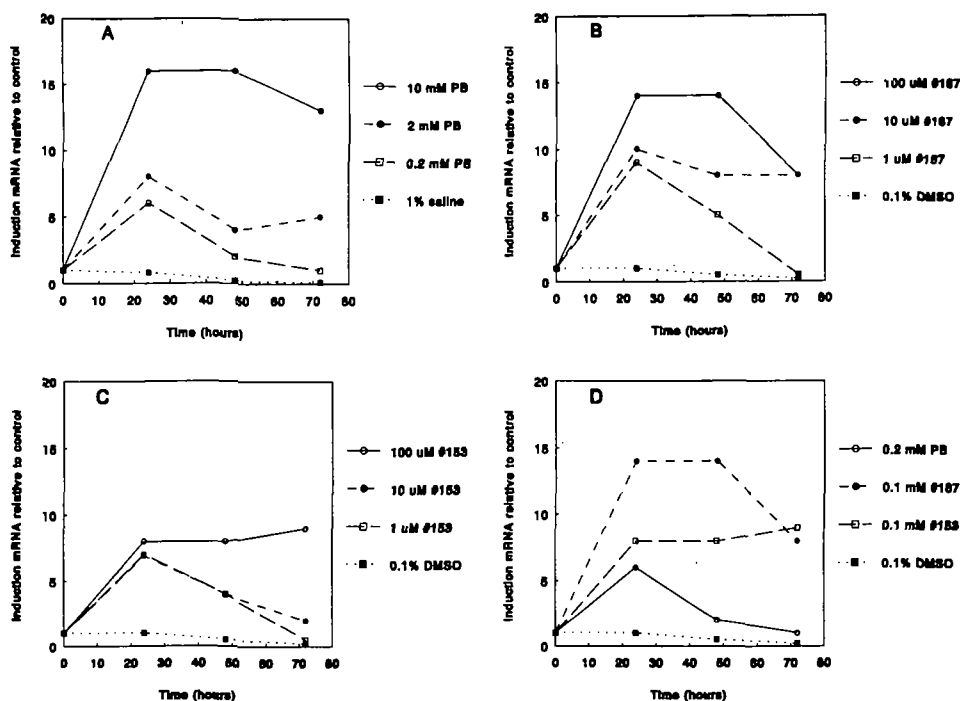 A
20
15
10
5
0
Induction mRNA relative to control
0 10 20 30 40 50 60 70 80
Time (hours)
10 mM PB
2 mM PB
0.2 mM PB
1% saline
B
20
15
10
5
0
Induction mRNA relative to control
0 10 20 30 40 50 60 70 80
Time (hours)
100 uM #187
10 uM #187
1 uM #187
0.1% DMSO
C
20
15
10
5
0
Induction mRNA relative to control
0 10 20 30 40 50 60 70 80
Time (hours)
100 uM #153
10 uM #153
1 uM #153
0.1% DMSO
D
20
15
10
5
0
Induction mRNA relative to control
0 10 20 30 40 50 60 70 80
Time (hours)
0.2 mM PB
0.1 mM #187
0.1 mM #153
0.1% DMSO